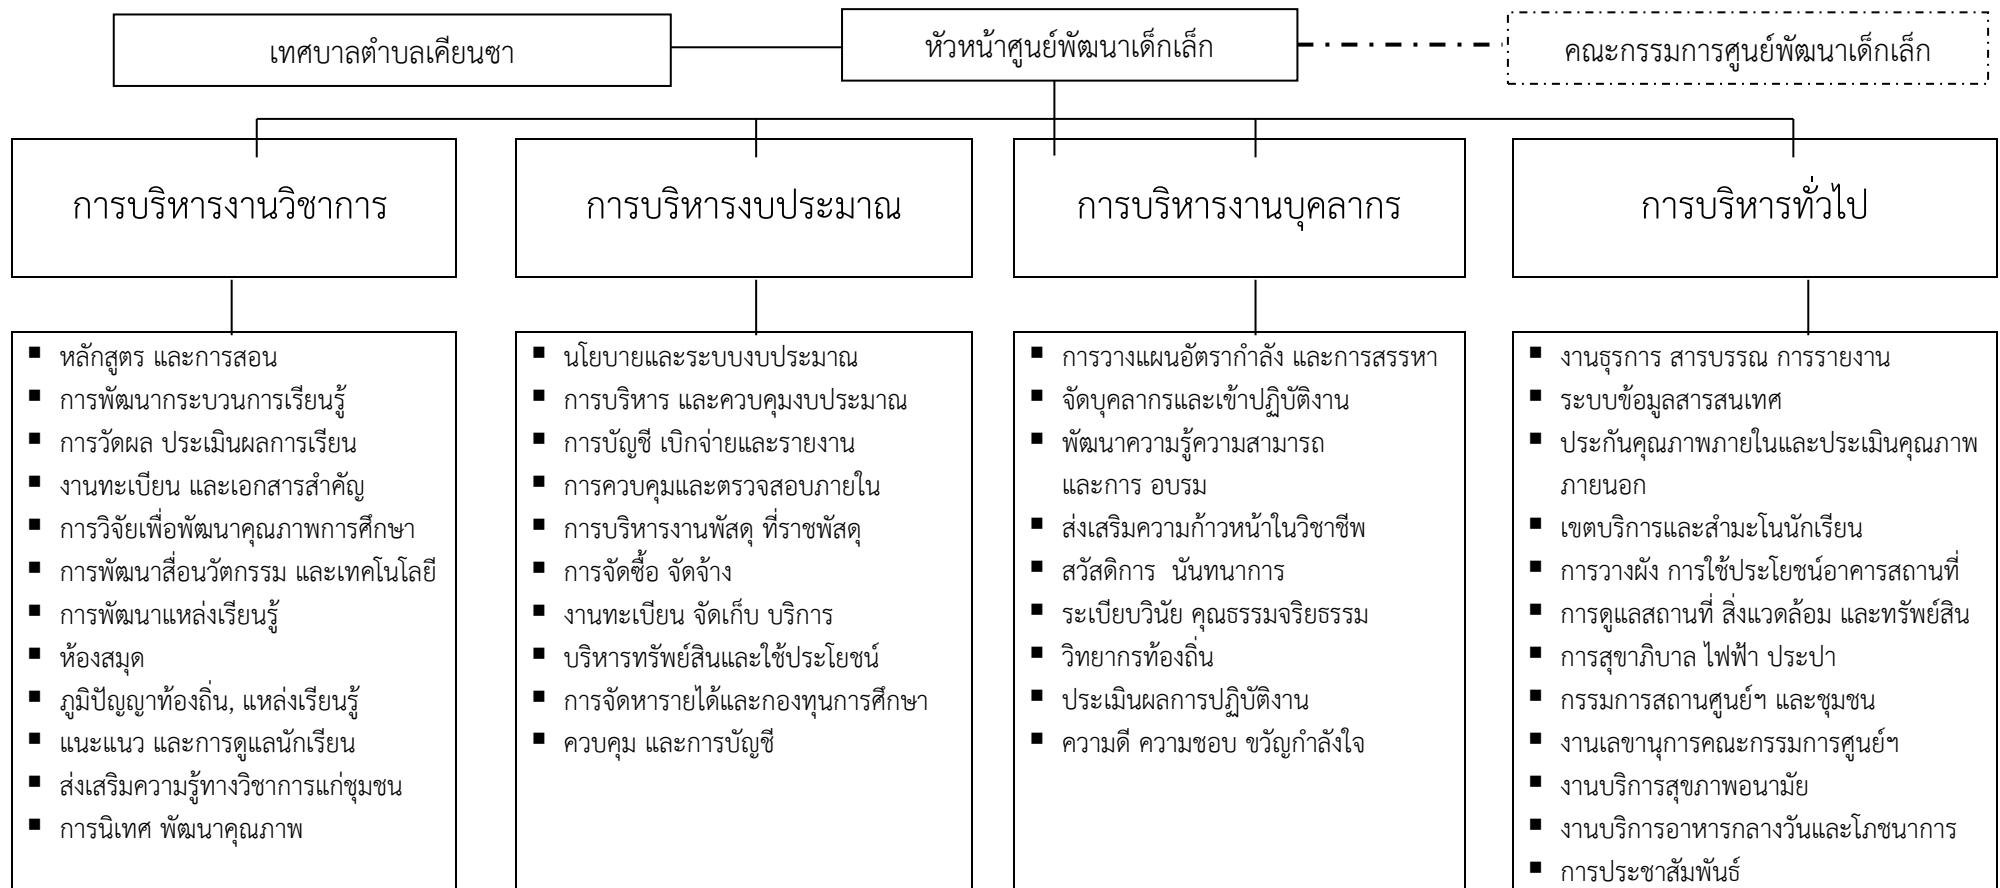 เทศบาลตำบลเคียนซา
หัวหน้าศูนย์พัฒนาเด็กเล็ก
คณะกรรมการศูนย์พัฒนาเด็กเล็ก
การบริหารงานวิชาการ
การบริหารงบประมาณ
การบริหารงานบุคลากร
การบริหารทั่วไป
▪ หลักสูตร และการสอน
▪ การพัฒนากระบวนการเรียนรู้
▪ การวัดผล ประเมินผลการเรียน
▪ งานทะเบียน และเอกสารสำคัญ
▪ การวิจัยเพื่อพัฒนาคุณภาพการศึกษา
▪ การพัฒนาสื่อนวัตกรรม และเทคโนโลยี
▪ การพัฒนาแหล่งเรียนรู้
▪ ห้องสมุด
▪ ภูมิปัญญาท้องถิ่น, แหล่งเรียนรู้
▪ แนะแนว และการดูแลนักเรียน
▪ ส่งเสริมความรู้ทางวิชาการแก่ชุมชน
▪ การนิเทศ พัฒนาคุณภาพ
▪ นโยบายและระบบงบประมาณ
▪ การบริหาร และควบคุมงบประมาณ
▪ การบัญชี เบิกจ่ายและรายงาน
▪ การควบคุมและตรวจสอบภายใน
▪ การบริหารงานพัสดุ ที่ราชพัสดุ
▪ การจัดซื้อ จัดจ้าง
▪ งานทะเบียน จัดเก็บ บริการ
▪ บริหารทรัพย์สินและใช้ประโยชน์
▪ การจัดหารายได้และกองทุนการศึกษา
▪ ควบคุม และการบัญชี
▪ การวางแผนอัตรากำลัง และการสรรหา
▪ จัดบุคลากรและเข้าปฏิบัติงาน
▪ พัฒนาความรู้ความสามารถ
และการ อบรม
▪ ส่งเสริมความก้าวหน้าในวิชาชีพ
▪ สวัสดิการ  นันทนาการ
▪ ระเบียบวินัย คุณธรรมจริยธรรม
▪ วิทยากรท้องถิ่น
▪ ประเมินผลการปฏิบัติงาน
▪ ความดี ความชอบ ขวัญกำลังใจ
▪ งานธุรการ สารบรรณ การรายงาน
▪ ระบบข้อมูลสารสนเทศ
▪ ประกันคุณภาพภายในและประเมินคุณภาพ
ภายนอก
▪ เขตบริการและสำมะโนนักเรียน
▪ การวางผัง การใช้ประโยชน์อาคารสถานที่
▪ การดูแลสถานที่ สิ่งแวดล้อม และทรัพย์สิน
▪ การสุขาภิบาล ไฟฟ้า ประปา
▪ กรรมการสถานศูนย์ฯ และชุมชน
▪ งานเลขานุการคณะกรรมการศูนย์ฯ
▪ งานบริการสุขภาพอนามัย
▪ งานบริการอาหารกลางวันและโภชนาการ
▪ การประชาสัมพันธ์